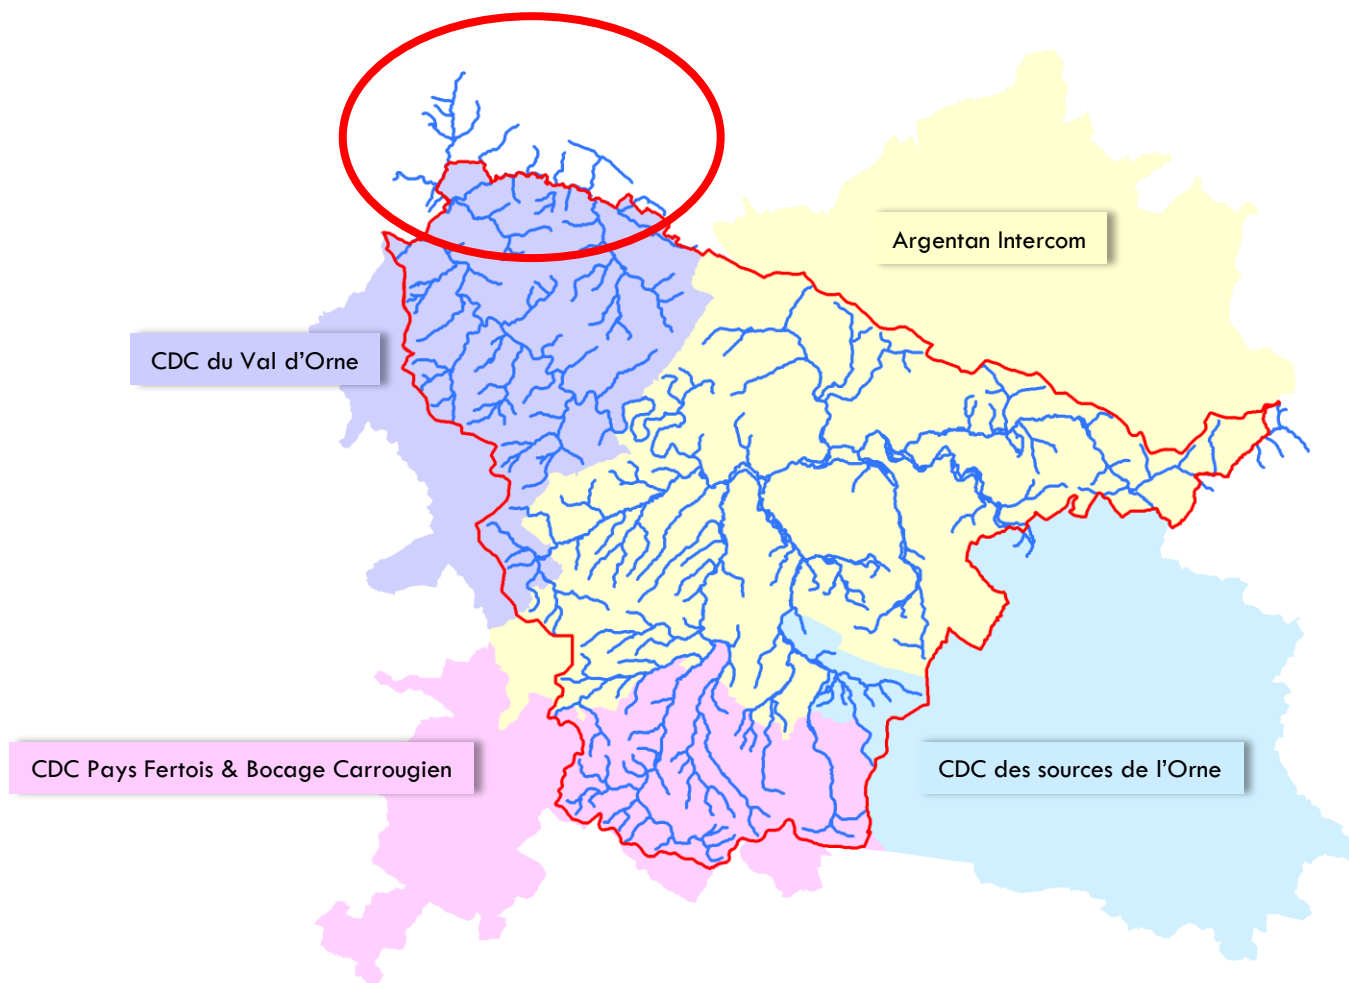 Argentan Intercom
CDC du Val d’Orne
CDC Pays Fertois & Bocage Carrougien
CDC des sources de l’Orne